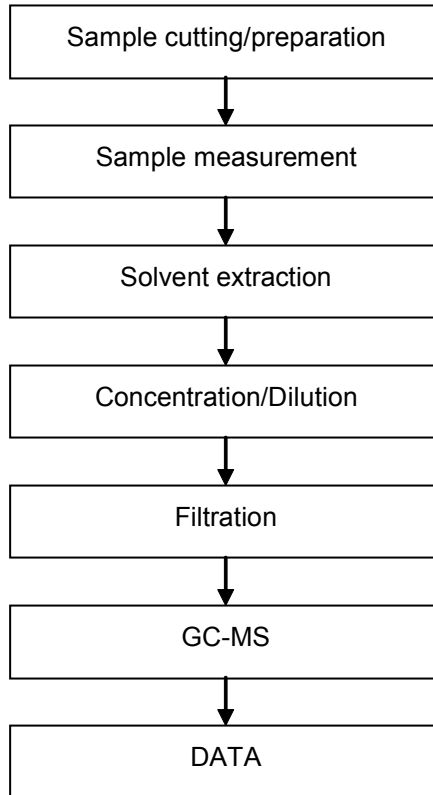 Sample cutting/preparation
Sample measurement
Solvent extraction
Concentration/Dilution
Filtration
GC-MS
DATA